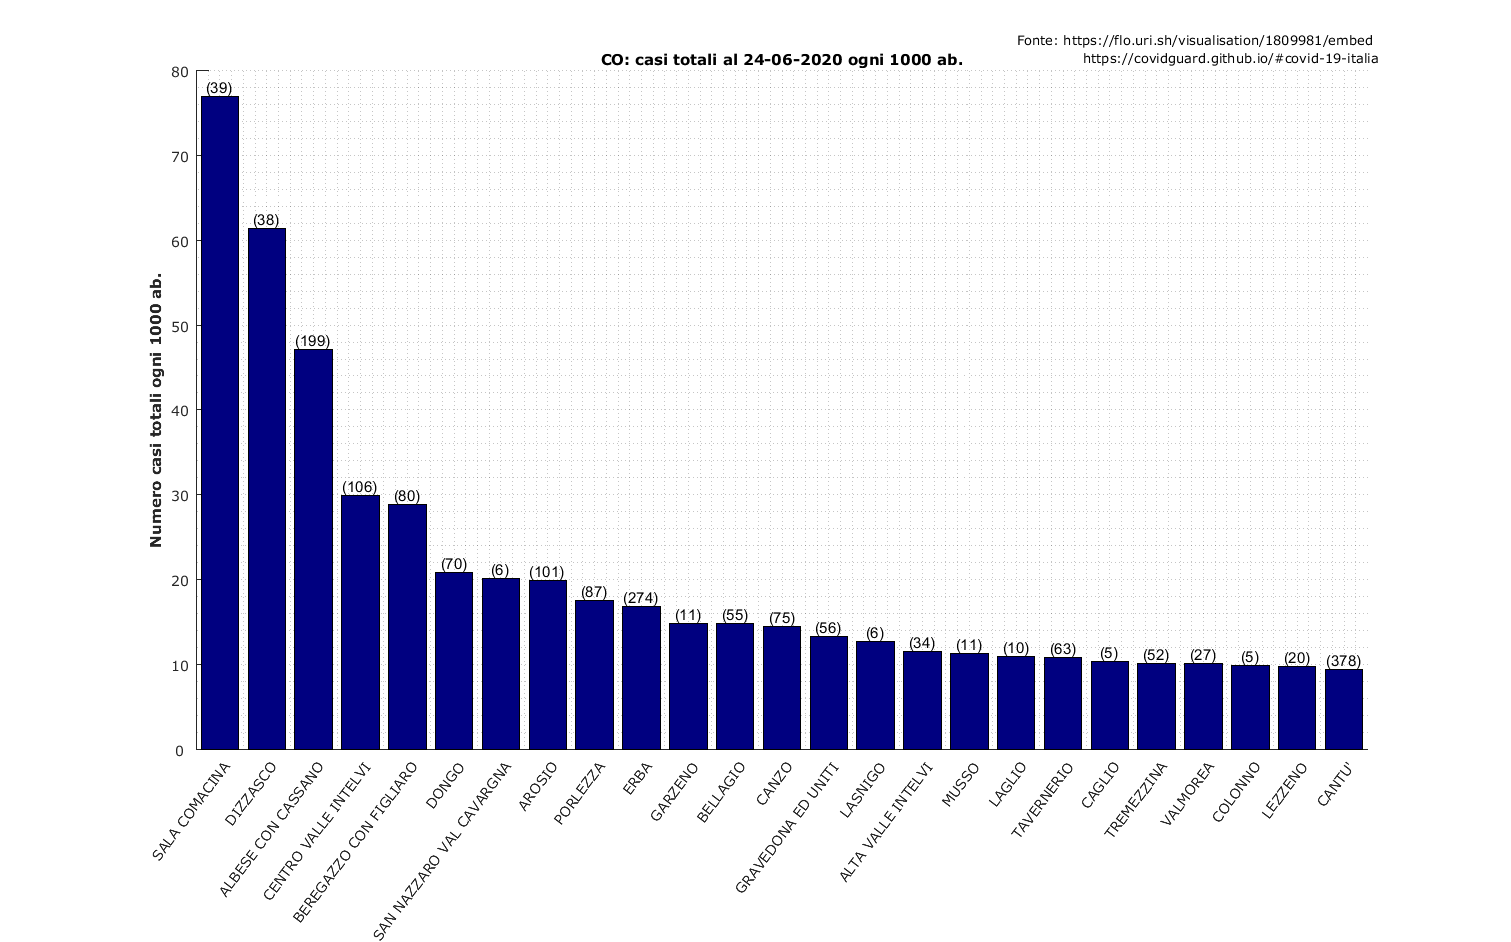 Fonte: https://flo.uri.sh/visualisation/1809981/embed
https://covidguard.github.io/#covid-19-italia
CO: casi totali al 24-06-2020 ogni 1000 ab.
Numero casi totali ogni 1000 ab.
80
70
60
50
40
30
20
10
0
(39)
(38)
(199)
(106)
(80)
(70)
(6)
(101)
(87)
(274)
(11)
(55)
(75)
(56)
(6)
(34)
(11)
(10)
(63)
(5)
(52)
(27)
(5)
(20)
(378)
SALA COMACINA
DIZZASCO
ALBESE CON CASSANO
CENTRO VALLE INTELVI
BEREGAZZO CON FIGLIARO
DONGO
SAN NAZZARO VAL CAVARGNA
AROSIO
PORLEZZA
ERBA
GARZENO
BELLAGIO
CANZO
GRAVEDONA ED UNITI
LASNIGO
ALTA VALLE INTELVI
MUSSO
LAGLIO
TAVERNERIO
CAGLIO
TREMEZZINA
VALMOREA
COLONNO
LEZZENO
CANTU'